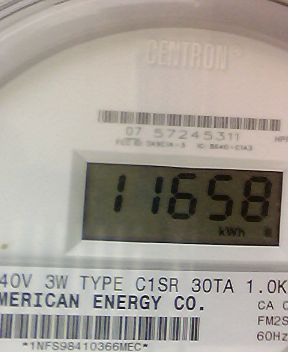 CENTRON®
07 57245311
11658
kWh
40V 3W TYPE C1SR 30TA 1.0K
MERICAN ENERGY CO.
CA
FM2S
60Hz
*1NFS98410366MEC*